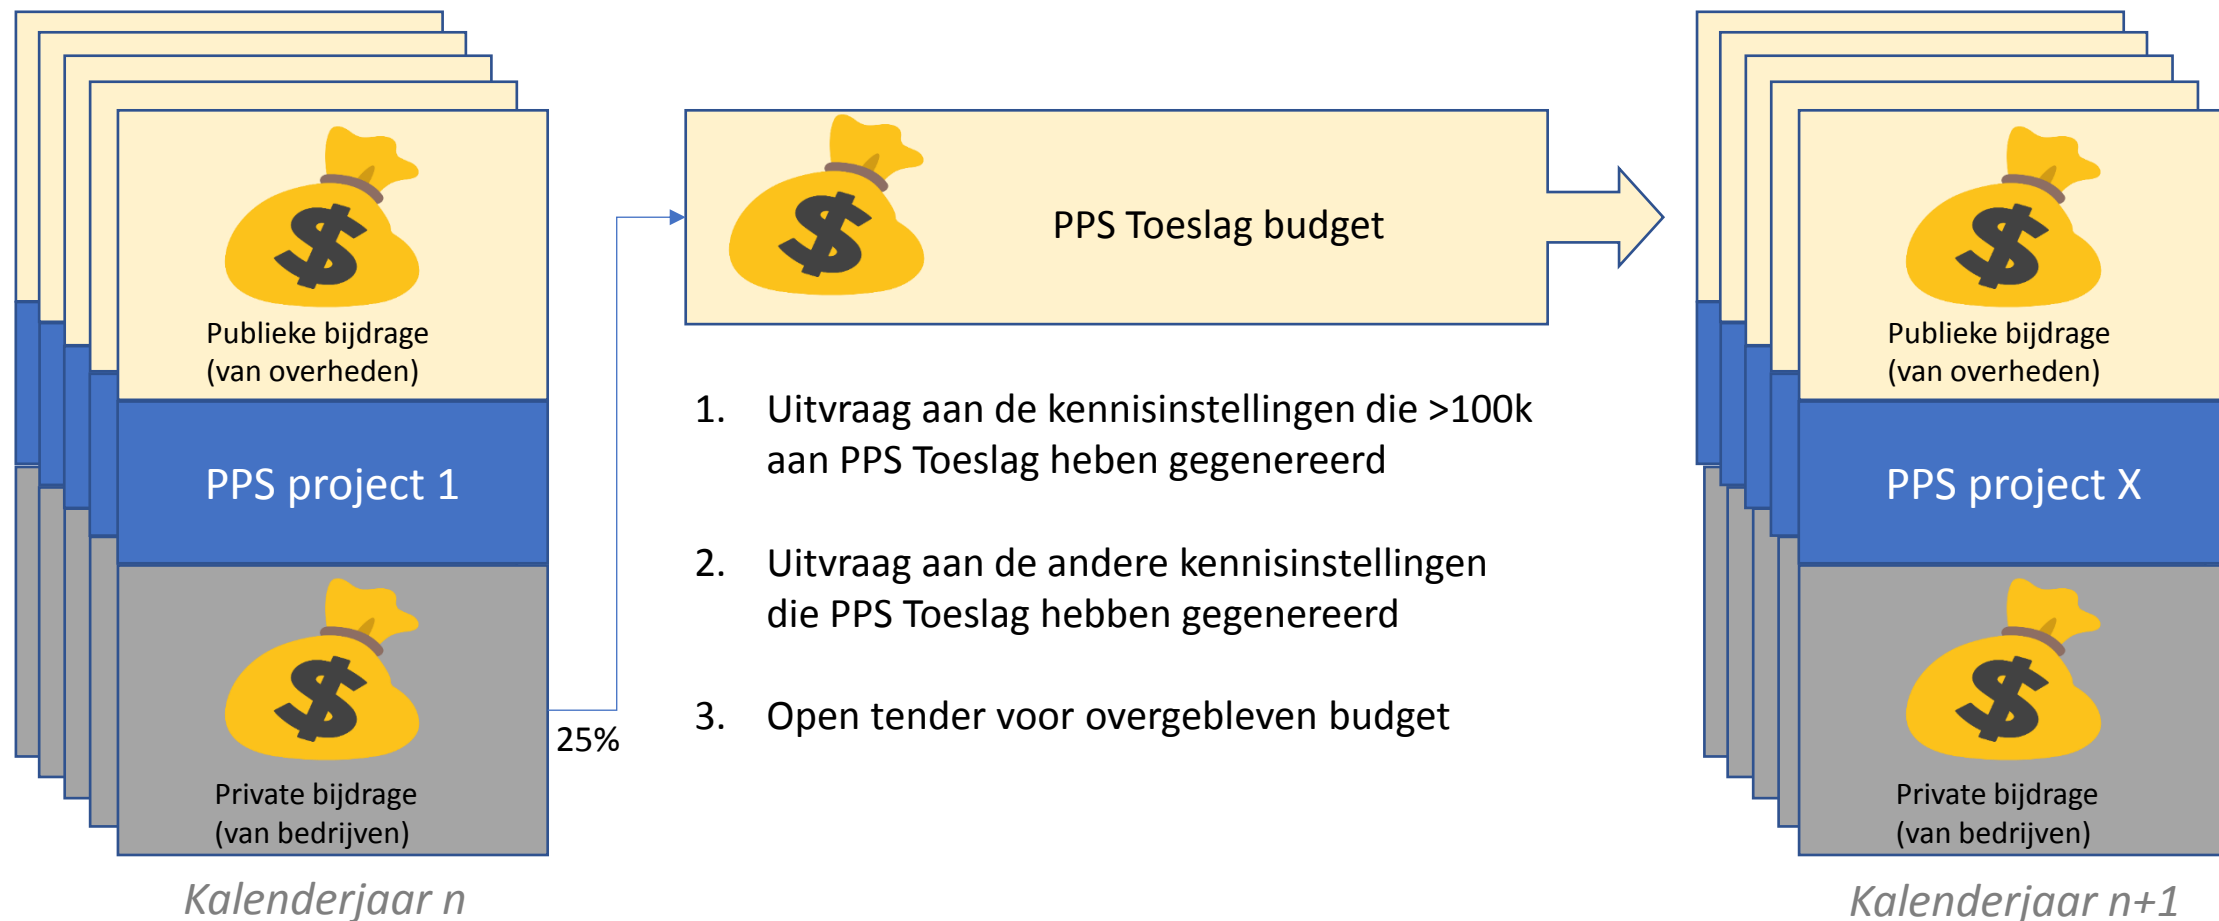 Publieke bijdrage
(van overheden)
PPS project 1
Private bijdrage
(van bedrijven)
Kalenderjaar n
25%
PPS Toeslag budget
1. Uitvraag aan de kennisinstellingen die >100k
aan PPS Toeslag heben gegenereerd
2. Uitvraag aan de andere kennisinstellingen
die PPS Toeslag hebben gegenereerd
3. Open tender voor overgebleven budget
Publieke bijdrage
(van overheden)
PPS project X
Private bijdrage
(van bedrijven)
Kalenderjaar n+1